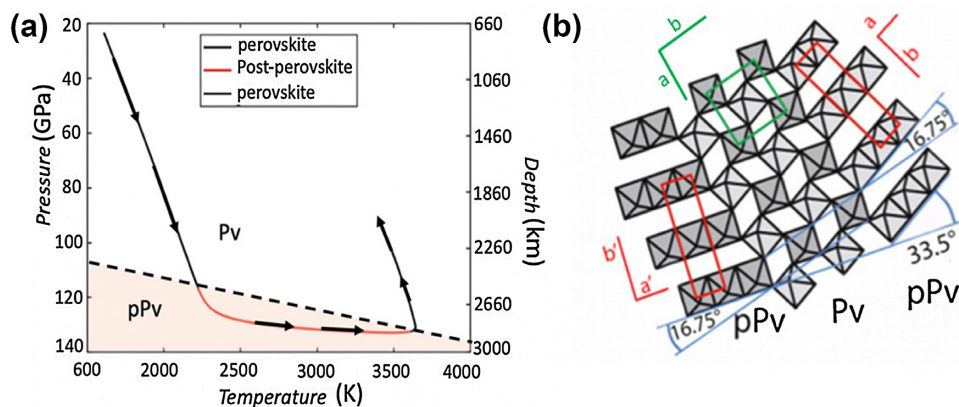 (a)
20
40
60
80
100
120
140
Pressure (GPa)
perovskite
Post-perovskite
perovskite
Pv
pPv
600
2000
2500
3000
3500
4000
Temperature (K)
660
1060
1460
1860
2260
2660
3000
Depth (km)
(b)
b
a
a
b
16.75°
b'
a'
33.5°
16.75°
pPv
Pv
pPv